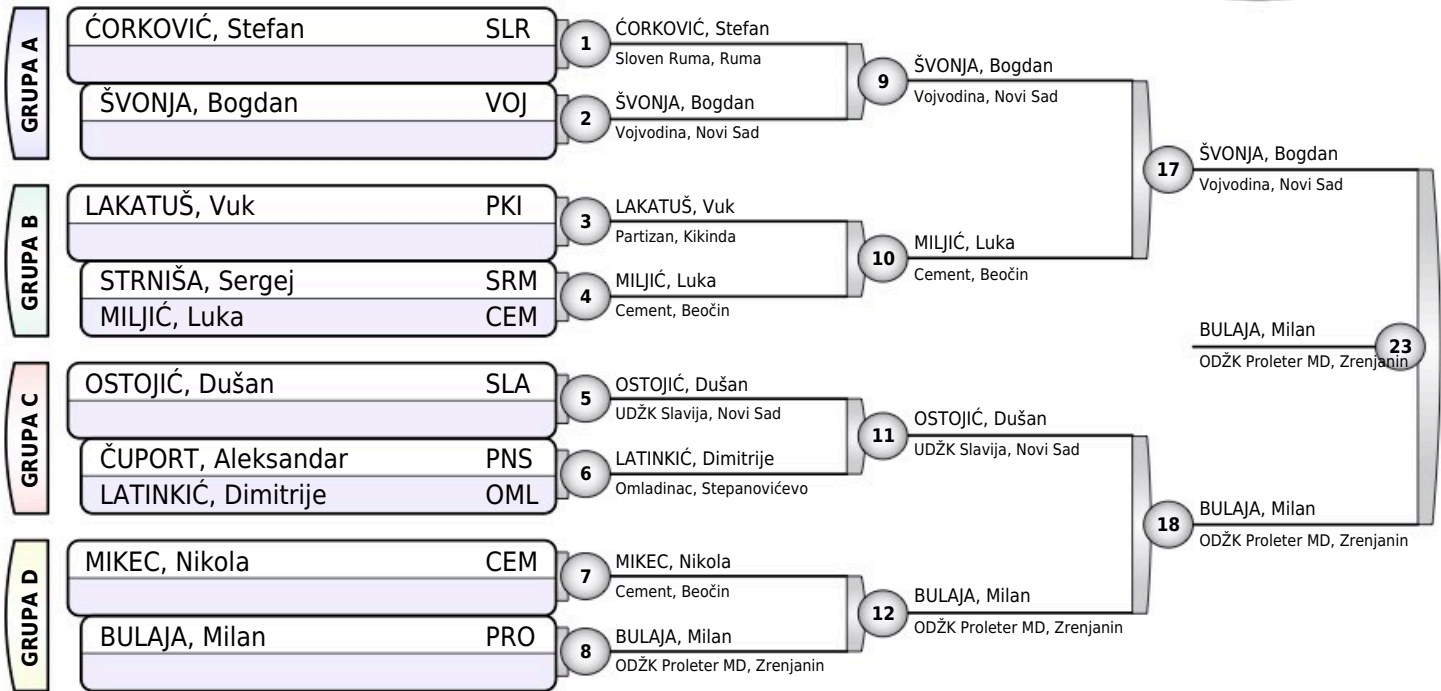 GRUPA A
ĆORKOVIĆ, Stefan SLR
ŠVONJA, Bogdan VOJ
1
ĆORKOVIĆ, Stefan
Sloven Ruma, Ruma
2
ŠVONJA, Bogdan
Vojvodina, Novi Sad
9
ŠVONJA, Bogdan
Vojvodina, Novi Sad
GRUPA B
LAKATUŠ, Vuk PKI
STRNIŠA, Sergej SRM
MILJIĆ, Luka CEM
3
LAKATUŠ, Vuk
Partizan, Kikinda
4
MILJIĆ, Luka
Cement, Beočin
10
MILJIĆ, Luka
Cement, Beočin
17
ŠVONJA, Bogdan
Vojvodina, Novi Sad
GRUPA C
OSTOJIĆ, Dušan SLA
ČUPORT, Aleksandar PNS
LATINKIĆ, Dimitrije OML
5
OSTOJIĆ, Dušan
UDŽK Slavija, Novi Sad
6
LATINKIĆ, Dimitrije
Omladinac, Stepanovićevo
11
OSTOJIĆ, Dušan
UDŽK Slavija, Novi Sad
GRUPA D
MIKEC, Nikola CEM
BULAJA, Milan PRO
7
MIKEC, Nikola
Cement, Beočin
8
BULAJA, Milan
ODŽK Proleter MD, Zrenjanin
12
BULAJA, Milan
ODŽK Proleter MD, Zrenjanin
18
BULAJA, Milan
ODŽK Proleter MD, Zrenjanin
23
BULAJA, Milan
ODŽK Proleter MD, Zrenjanin